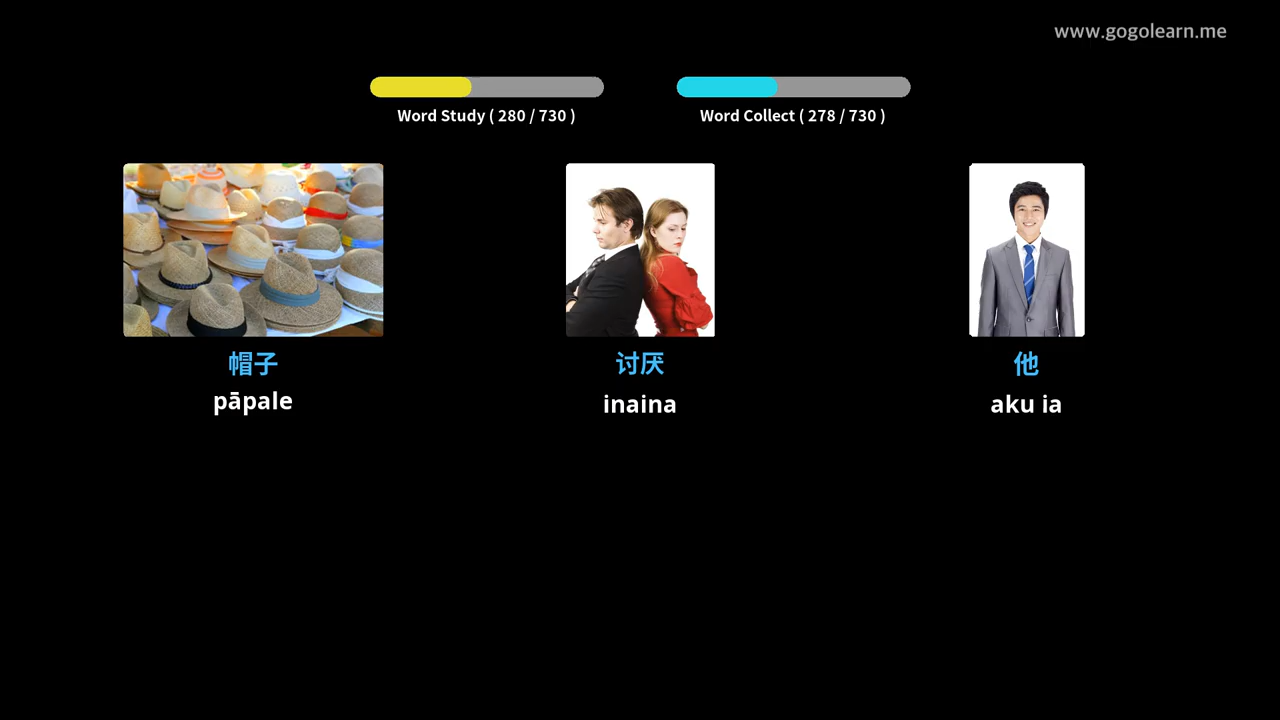 www.gogolearn.me
Word Study ( 280 / 730 )
Word Collect ( 278 / 730 )
帽子
讨厌
他
pāpale
inaina
aku ia